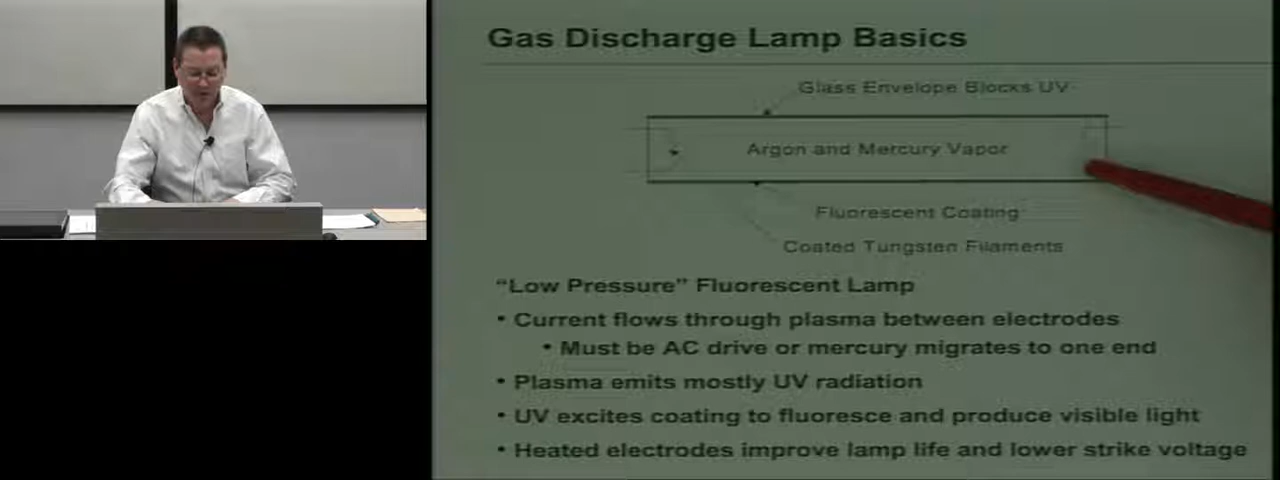 Gas Discharge Lamp Basics
Glass Envelope Blocks UV
Argon and Mercury Vapor
Fluorescent Coating
Coated Tungsten Filaments
“Low Pressure” Fluorescent Lamp
• Current flows through plasma between electrodes
• Must be AC drive or mercury migrates to one end
• Plasma emits mostly UV radiation
• UV excites coating to fluoresce and produce visible light
• Heated electrodes improve lamp life and lower strike voltage